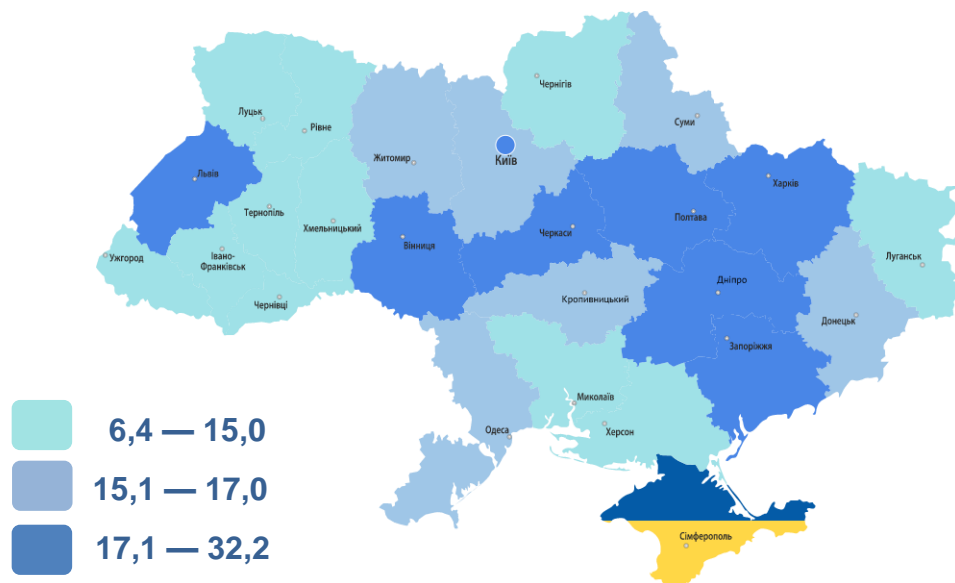 Чернігів
Луцьк
Рівне
Суми
Житомир
Київ
Львів
Харків
Тернопіль
Полтава
Хмельницький
Черкаси
Вінниця
Ужгород
Івано-
Франківськ
Луганськ
Чернівці
Дніпро
Кропивницький
Донецьк
Запоріжжя
Миколаїв
Одеса
Херсон
Сімферополь
6,4 — 15,0
15,1 — 17,0
17,1 — 32,2